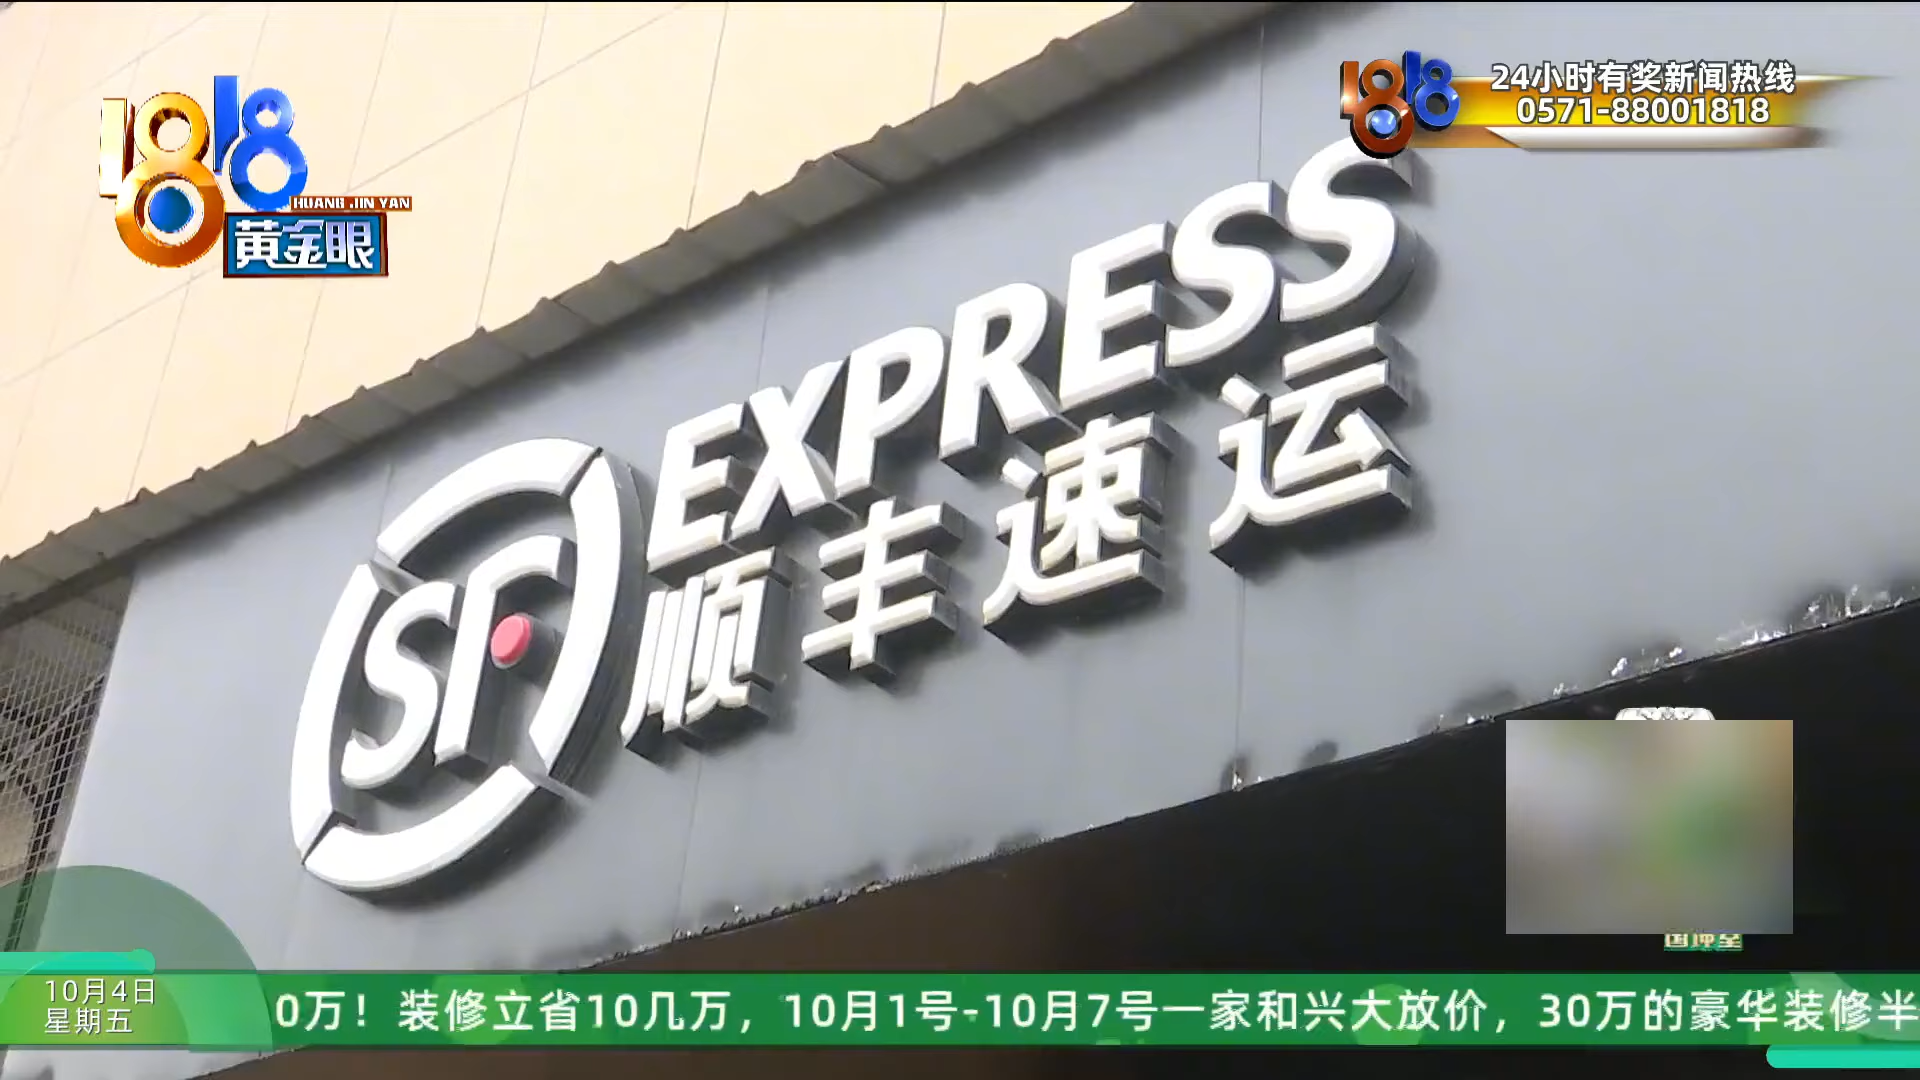 1818
HUANG JIN YAN
黄金眼
1818
24小时有奖新闻热线
0571-88001818
SF
EXPRESS
顺丰速运
10月4日
星期五
0万！装修立省10几万，10月1号-10月7号一家和兴大放价，30万的豪华装修半